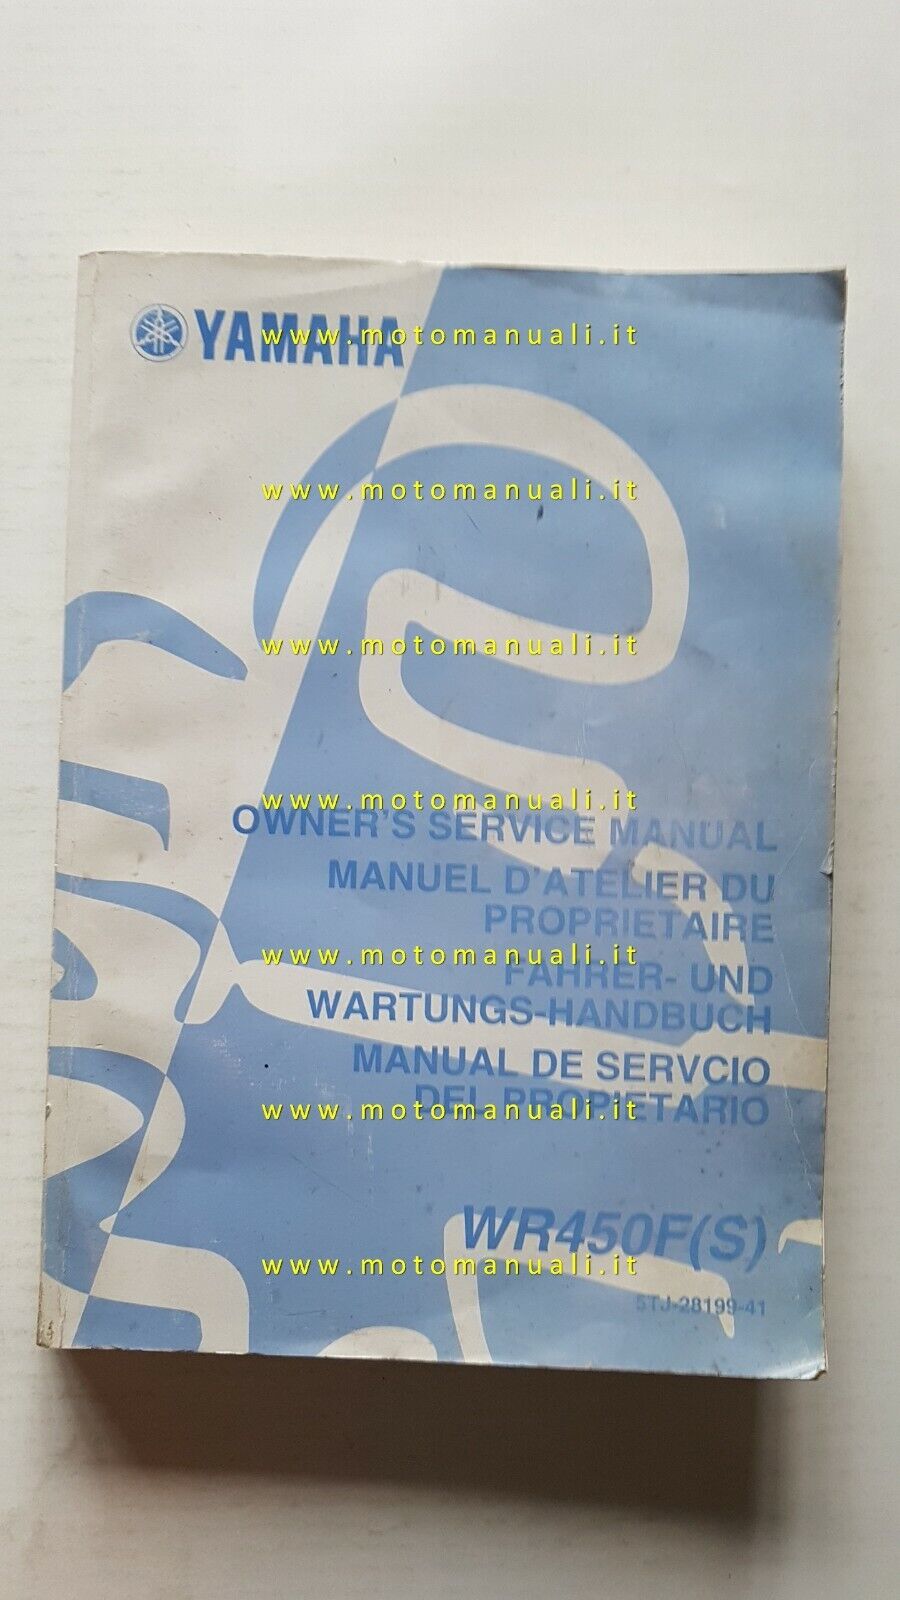 YAMAHA
www.motomanuali.it
www.motomanuali.it
www.motomanuali.it
www.motomanuali.it
OWNER'S SERVICE MANUAL
MANUEL D'ATELIER DU
PROPRIETAIRE
www.motomanuali.it
FAHRER- UND
WARTUNGS-HANDBUCH
MANUAL DE SERVCIO
DEL PROPIETARIO
www.motomanuali.it
WR450F(S)
www.motomanuali.it
5TJ-28199-41